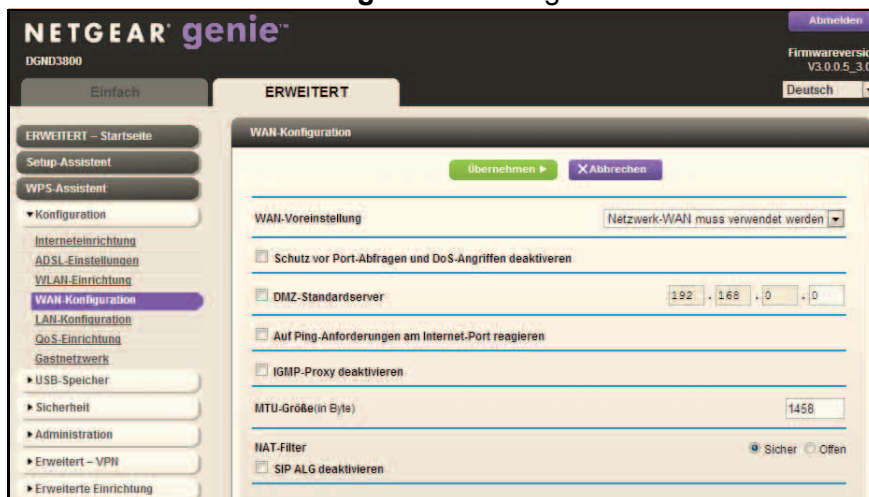 NETGEAR® genie™
DGND3800
Abmelden
Firmwareversion
V3.0.0.5_3.0
Einfach
ERWEITERT
Deutsch
ERWEITERT – Startseite
Setup-Assistent
WPS-Assistent
Konfiguration
Interneteinrichtung
ADSL-Einstellungen
WLAN-Einrichtung
WAN-Konfiguration
LAN-Konfiguration
QoS-Einrichtung
Gastnetzwerk
USB-Speicher
Sicherheit
Administration
Erweitert – VPN
Erweiterte Einrichtung
WAN-Konfiguration
Übernehmen
X Abbrechen
WAN-Voreinstellung
Netzwerk-WAN muss verwendet werden
Schutz vor Port-Abfragen und DoS-Angriffen deaktiveren
DMZ-Standardserver
192 . 168 . 0 . 0
Auf Ping-Anforderungen am Internet-Port reagieren
IGMP-Proxy deaktivieren
MTU-Größe(in Byte)
1458
NAT-Filter
Sicher
Offen
SIP ALG deaktivieren